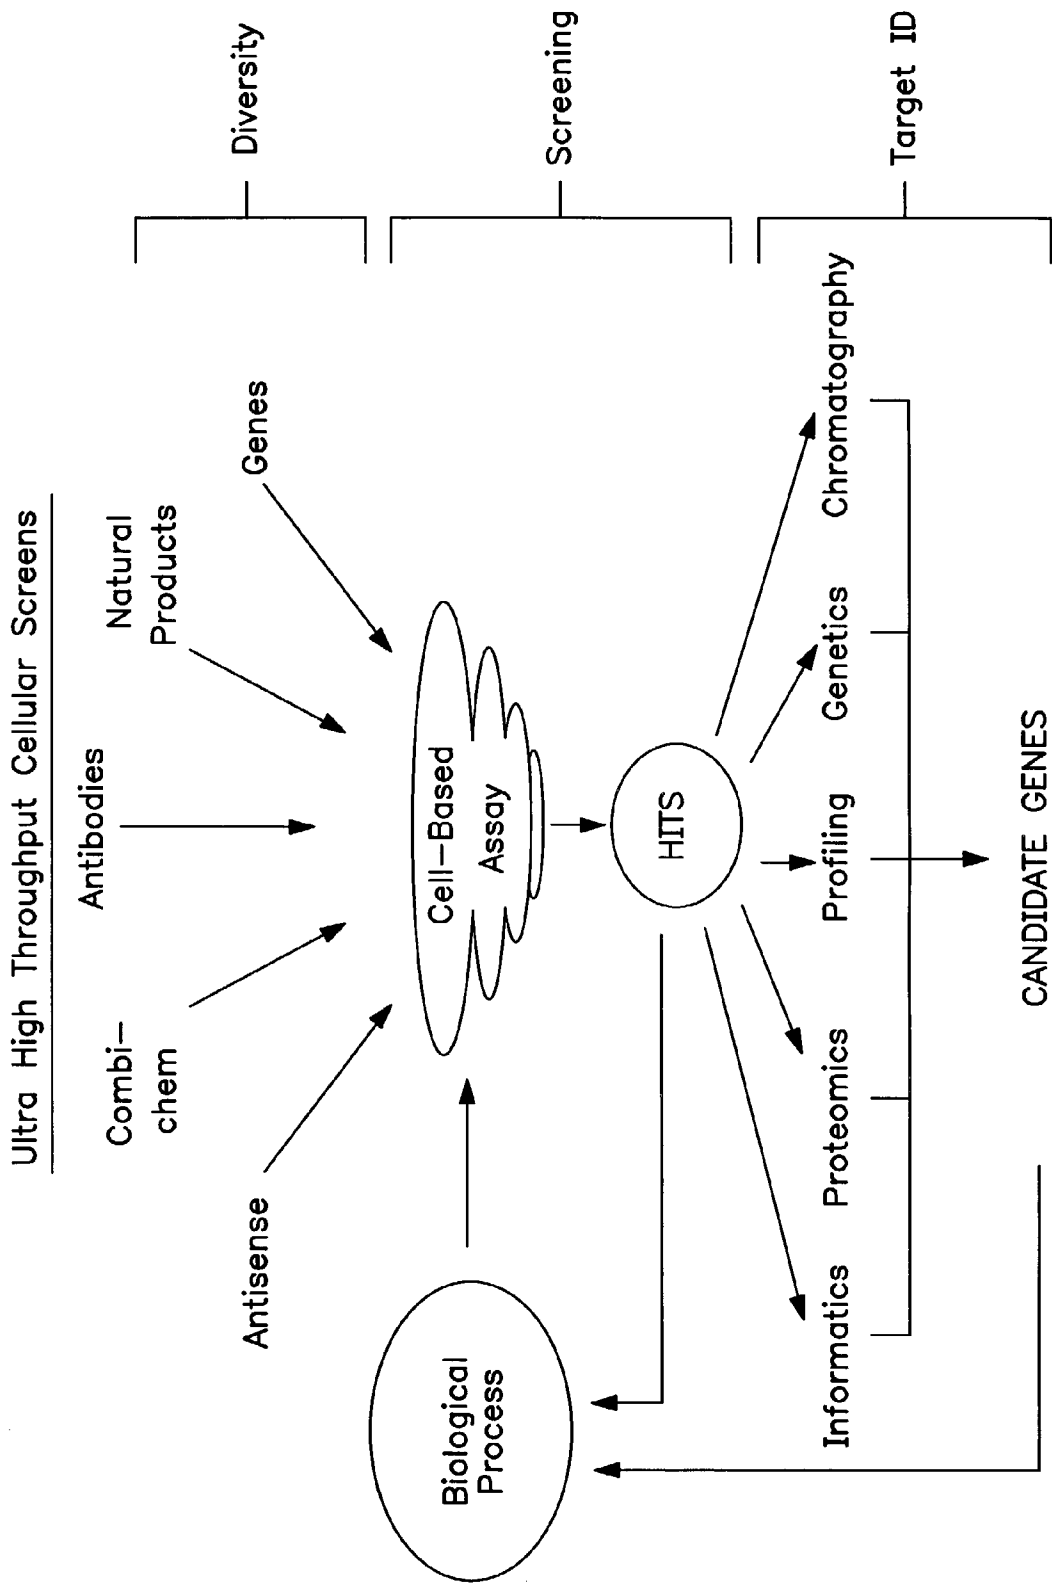 Ultra High Throughput Cellular Screens
Antibodies
Combi-
chem
Natural
Products
Antisense
Genes
Diversity
Biological
Process
Cell-Based
Assay
Screening
HITS
Informatics
Proteomics
Profiling
Genetics
Chromatography
Target ID
CANDIDATE GENES